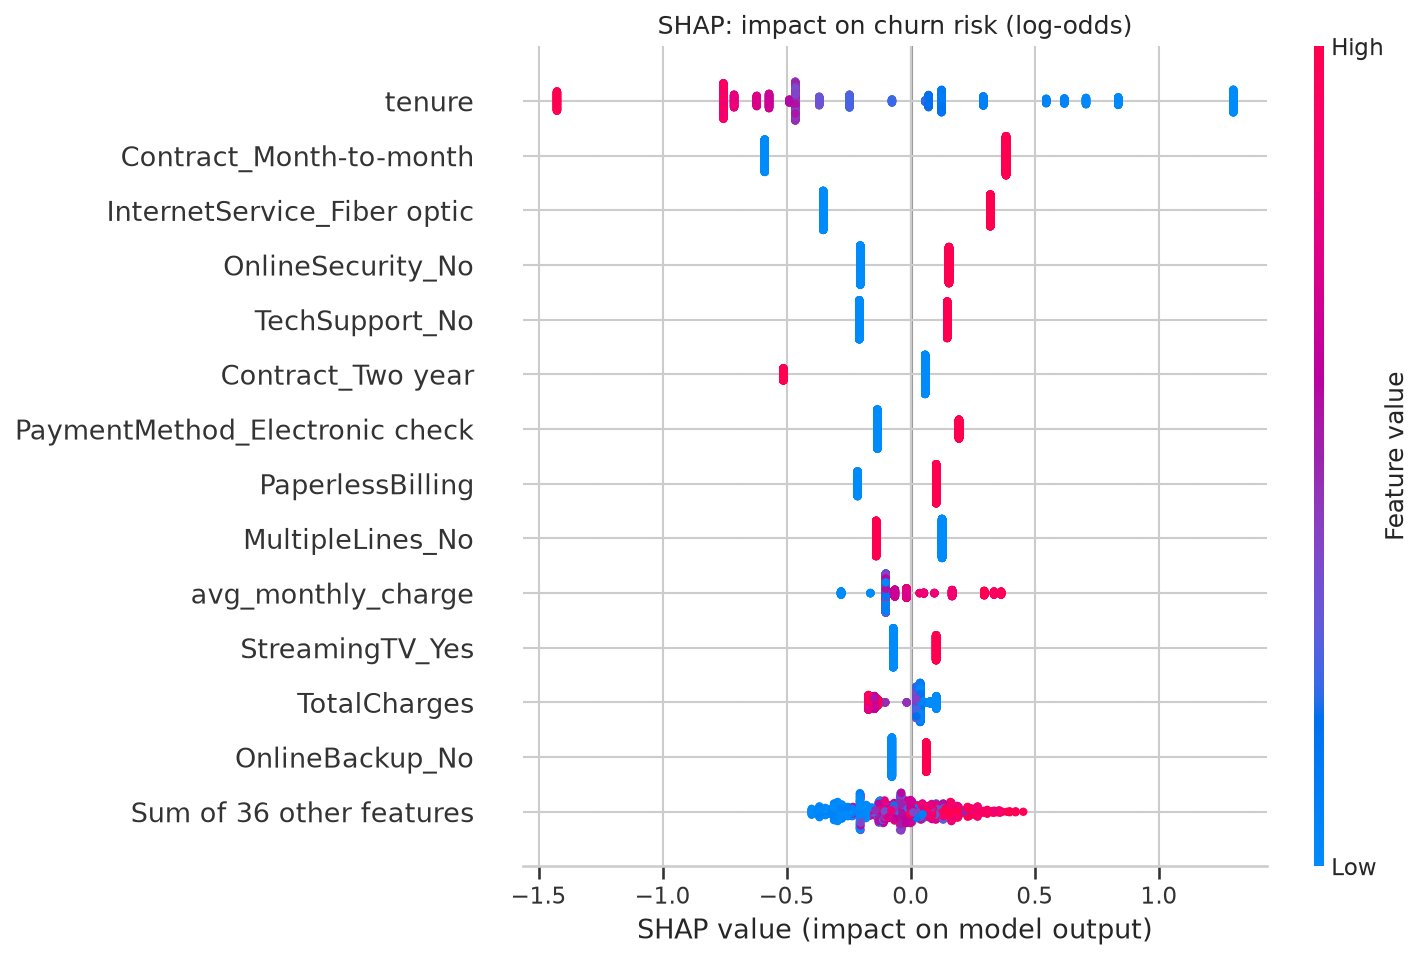 SHAP: impact on churn risk (log-odds)
High
tenure
Contract_Month-to-month
InternetService_Fiber optic
OnlineSecurity_No
TechSupport_No
Contract_Two year
PaymentMethod_Electronic check
PaperlessBilling
MultipleLines_No
avg_monthly_charge
StreamingTV_Yes
TotalCharges
OnlineBackup_No
Sum of 36 other features
Feature value
Low
−1.5 −1.0 −0.5 0.0 0.5 1.0
SHAP value (impact on model output)